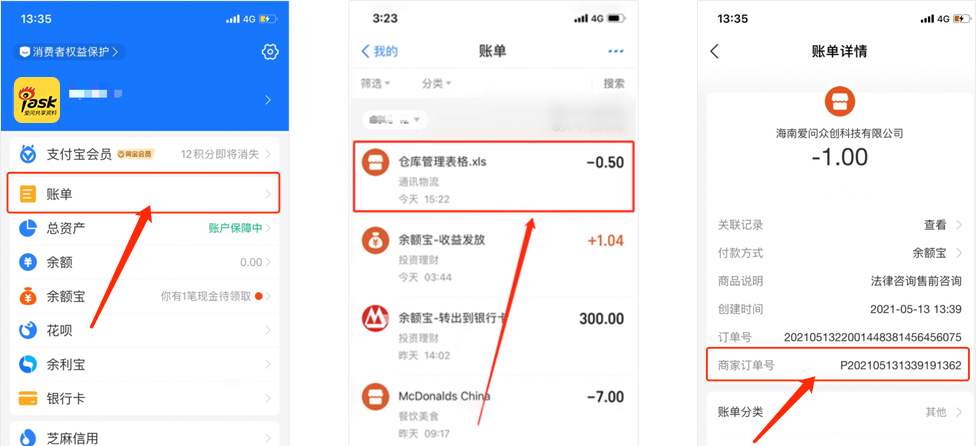 13:35
4G
消费者权益保护
iask
爱问共享资料
支付宝会员
黄金会员
12积分即将消失
账单
总资产
账户保障中
余额
0.00
余额宝
你有1笔现金待领取
花呗
余利宝
银行卡
芝麻信用
3:23
4G
我的
账单
筛选
分类
搜索
仓库管理表格.xls
-0.50
通讯物流
今天 15:22
余额宝-收益发放
+1.04
投资理财
今天 03:44
余额宝-转出到银行卡
300.00
投资理财
昨天 14:02
McDonalds China
-7.00
餐饮美食
昨天 09:17
13:35
4G
账单详情
海南爱问众创科技有限公司
-1.00
关联记录
查看
付款方式
余额宝
商品说明
法律咨询售前咨询
创建时间
2021-05-13 13:39
订单号
2021051322001448381456456075
商家订单号
P202105131339191362
账单分类
其他